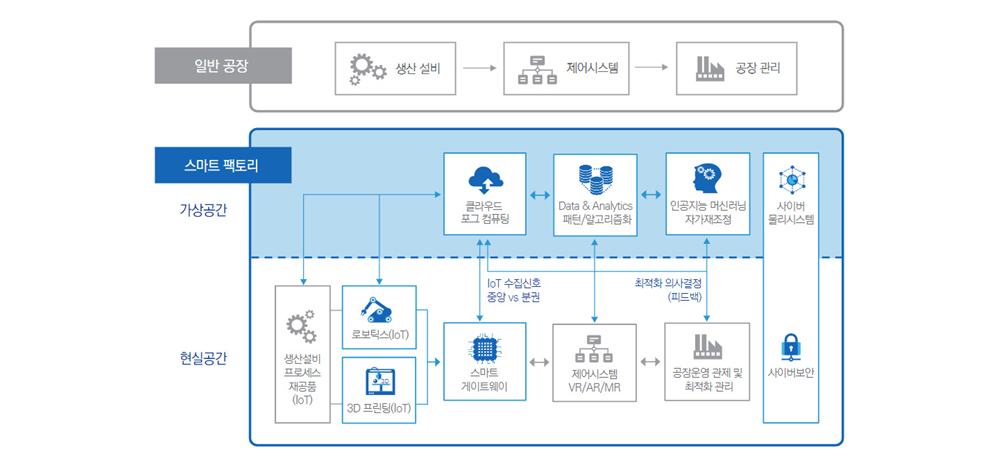 일반 공장
생산 설비
제어시스템
공장 관리
스마트 팩토리
가상공간
클라우드
포그 컴퓨팅
Data & Analytics
패턴/알고리즘화
인공지능 머신러닝
자가재조정
사이버
물리시스템
IoT 수집신호
중앙 vs 분권
최적화 의사결정
(피드백)
현실공간
생산설비
프로세스
재공품
(IoT)
로보틱스(IoT)
3D
3D 프린팅(IoT)
스마트
게이트웨이
제어시스템
VR/AR/MR
공장운영 관제 및
최적화 관리
사이버보안